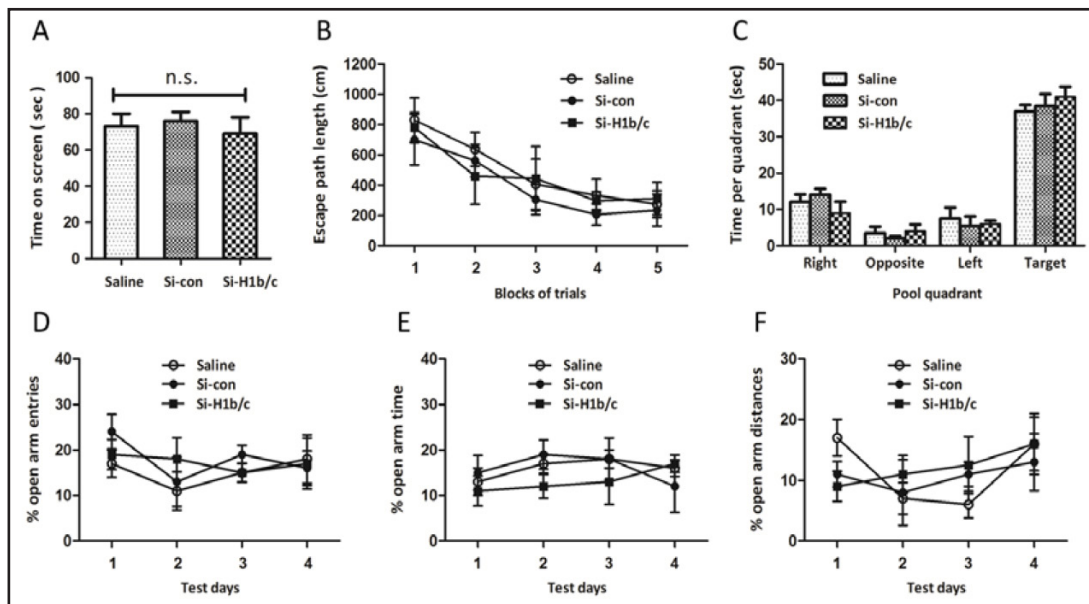 A
n.s.
Time on screen ( sec )
100
80
60
40
20
0
Saline
Si-con
Si-H1b/c
B
Escape path length (cm)
1200
1000
800
600
400
200
0
Saline
Si-con
Si-H1b/c
1 2 3 4 5
Blocks of trials
C
Time per quadrant (sec)
50
40
30
20
10
0
Saline
Si-con
Si-H1b/c
Right Opposite Left Target
Pool quadrant
D
% open arm entries
40
30
20
10
0
Saline
Si-con
Si-H1b/c
1 2 3 4
Test days
E
% open arm time
40
30
20
10
0
Saline
Si-con
Si-H1b/c
1 2 3 4
Test days
F
% open arm distances
30
20
10
0
Saline
Si-con
Si-H1b/c
1 2 3 4
Test days